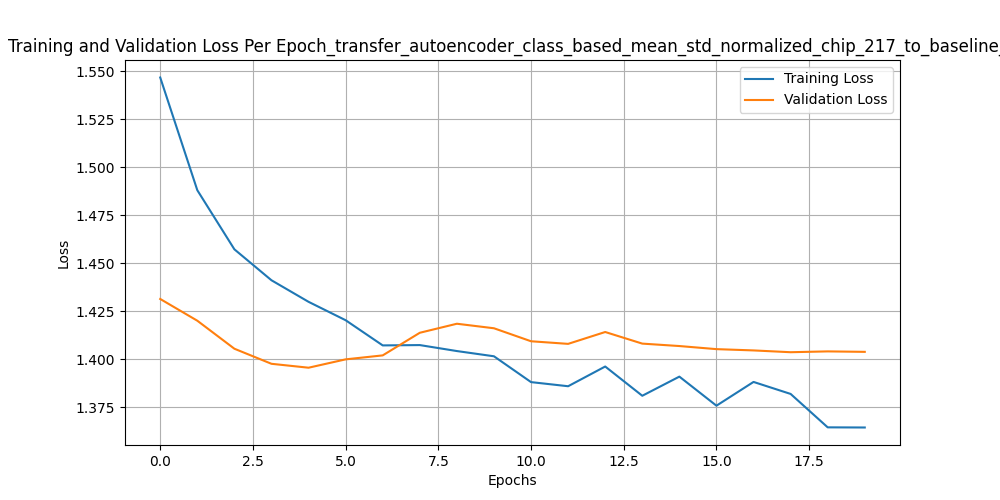 Training and Validation Loss Per Epoch_transfer_autoencoder_class_based_mean_std_normalized_chip_217_to_baseline_
Training Loss
Validation Loss
1.550
1.525
1.500
1.475
1.450
1.425
1.400
1.375
Loss
0.0 2.5 5.0 7.5 10.0 12.5 15.0 17.5
Epochs